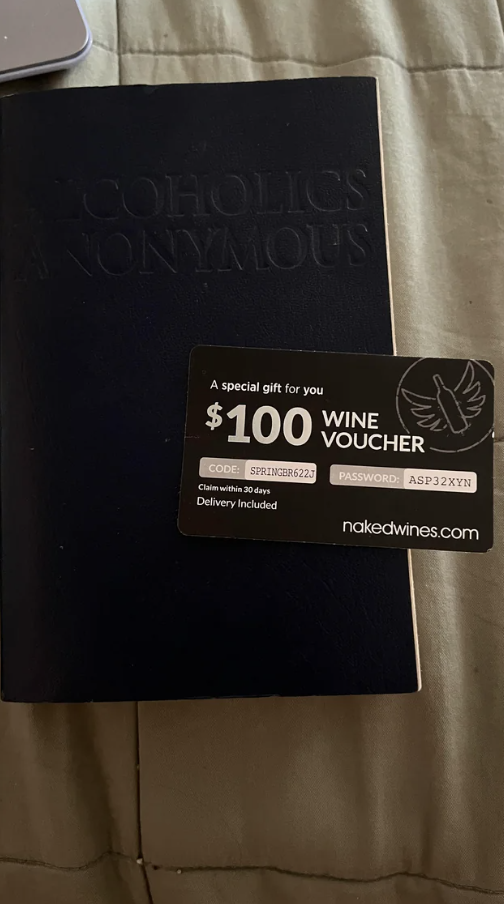 ALCOHOLICS
ANONYMOUS
A special gift for you
$100 WINE
VOUCHER
CODE: SPRINGBR622J PASSWORD: ASP32XYN
Claim within 30 days
Delivery Included
nakedwines.com